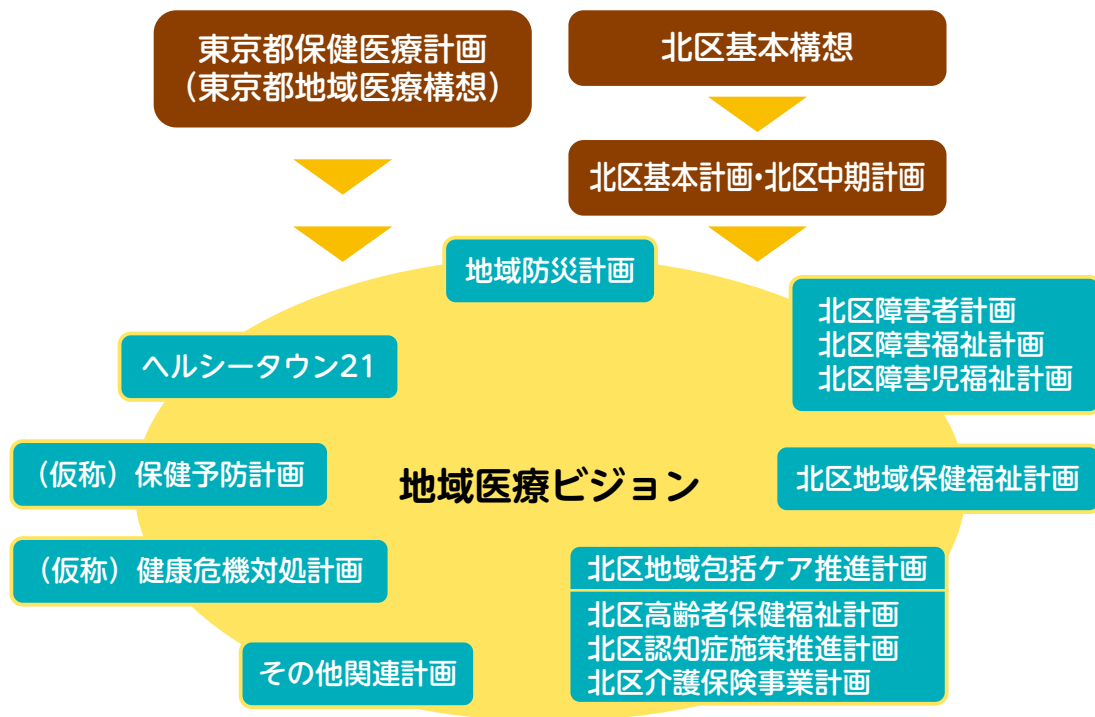 東京都保健医療計画
(東京都地域医療構想)
北区基本構想
北区基本計画・北区中期計画
地域防災計画
北区障害者計画
北区障害福祉計画
北区障害児福祉計画
ヘルシータウン21
(仮称)保健予防計画
地域医療ビジョン
北区地域保健福祉計画
(仮称)健康危機対処計画
北区地域包括ケア推進計画
北区高齢者保健福祉計画
北区認知症施策推進計画
北区介護保険事業計画
その他関連計画